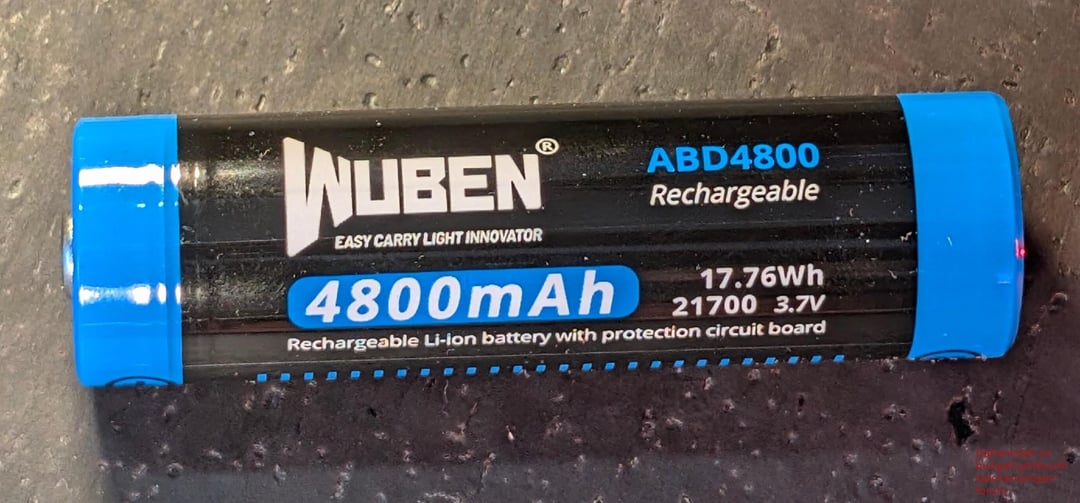 WUBEN®
EASY CARRY LIGHT INNOVATOR
ABD4800
Rechargeable
4800mAh
17.76Wh
21700 3.7V
Rechargeable Li-ion battery with protection circuit board